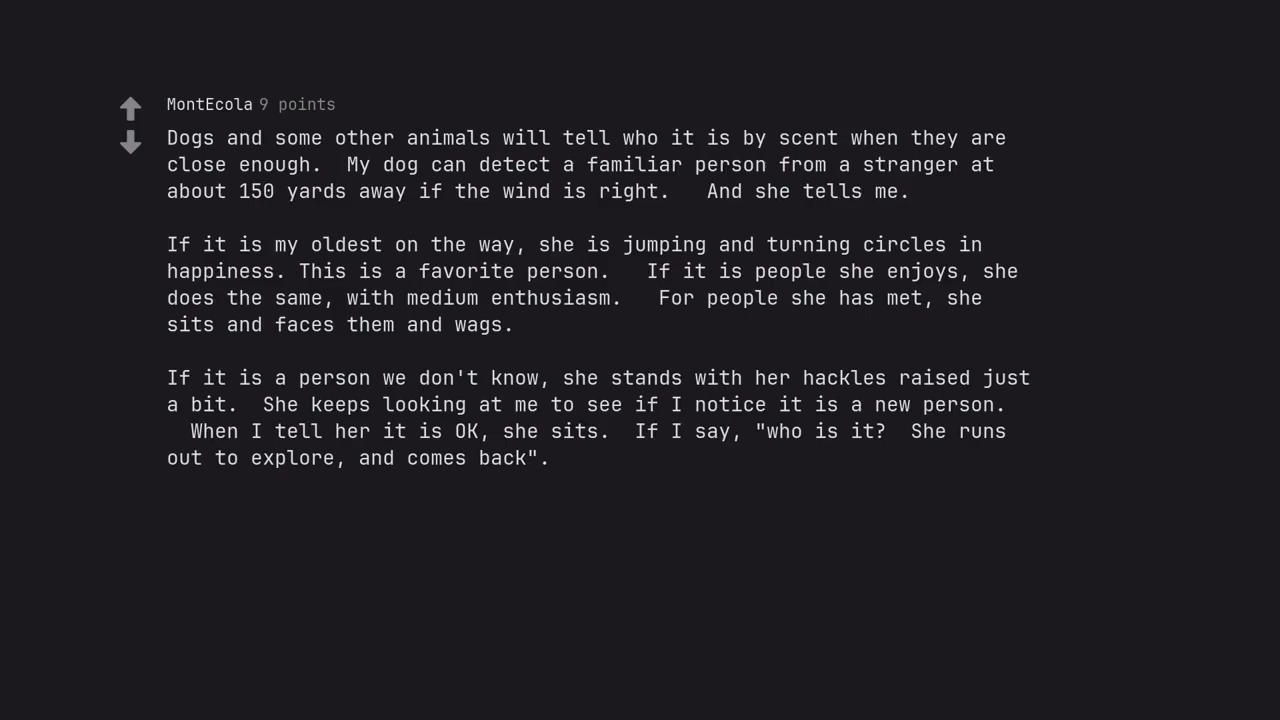 MontEcola 9 points
Dogs and some other animals will tell who it is by scent when they are
close enough.  My dog can detect a familiar person from a stranger at
about 150 yards away if the wind is right.   And she tells me.
If it is my oldest on the way, she is jumping and turning circles in
happiness. This is a favorite person.   If it is people she enjoys, she
does the same, with medium enthusiasm.   For people she has met, she
sits and faces them and wags.
If it is a person we don't know, she stands with her hackles raised just
a bit.  She keeps looking at me to see if I notice it is a new person.
When I tell her it is OK, she sits.  If I say, "who is it?  She runs
out to explore, and comes back".